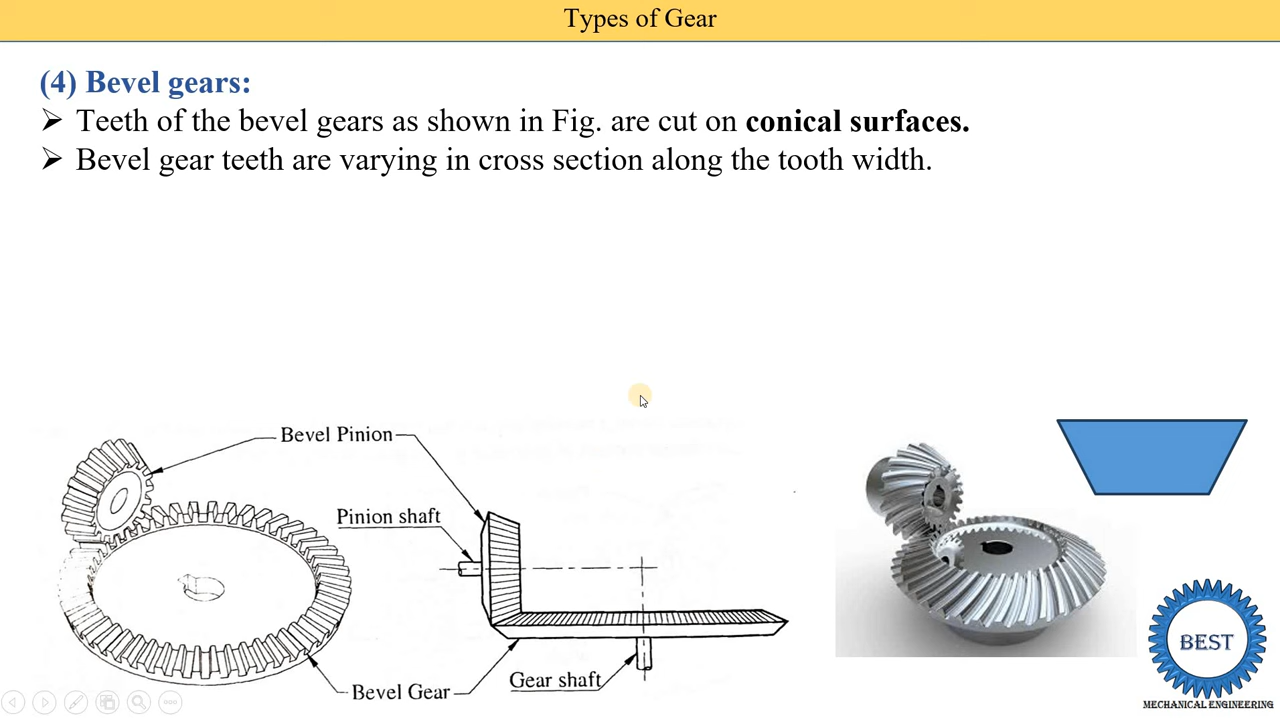 Types of Gear
(4) Bevel gears:
➢ Teeth of the bevel gears as shown in Fig. are cut on conical surfaces.
➢ Bevel gear teeth are varying in cross section along the tooth width.
Bevel Pinion
Pinion shaft
Bevel Gear
Gear shaft
BEST
MECHANICAL ENGINEERING